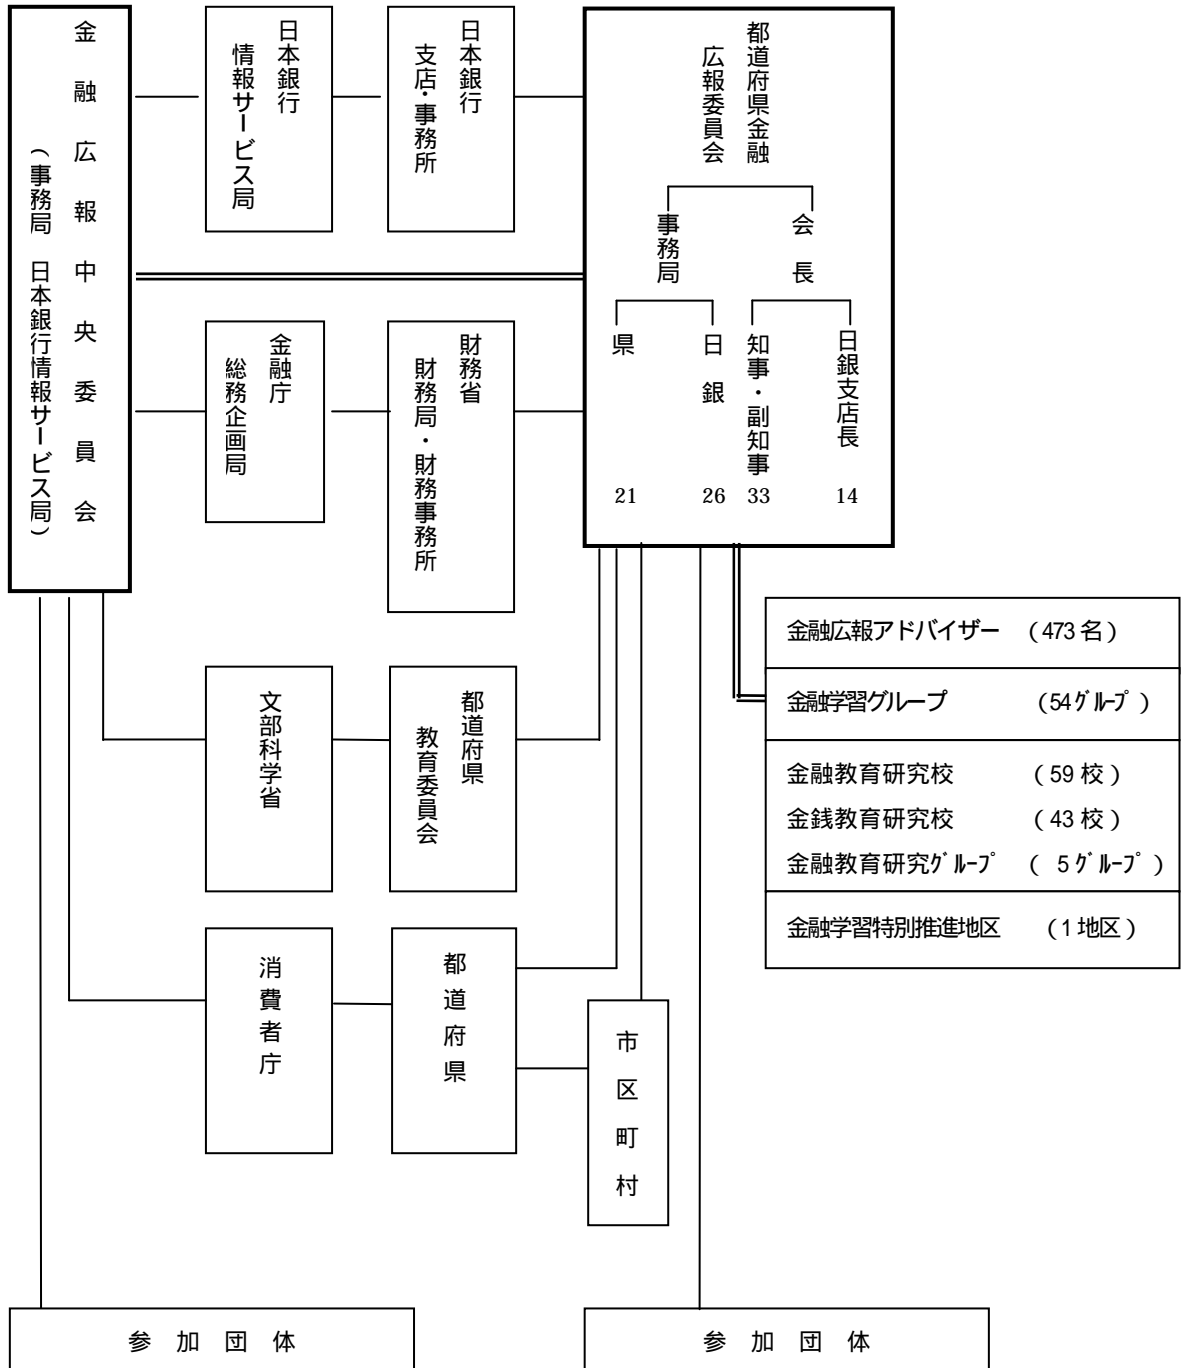 金融広報中央委員会
(事務局 日本銀行情報サービス局)
日本銀行
情報サービス局
日本銀行
支店・事務所
都道府県金融
広報委員会
会長
事務局
日銀支店長
知事・副知事
日銀
県
21
26
33
14
金融庁
総務企画局
財務省
財務局・財務事務所
金融広報アドバイザー (473名)
金融学習グループ (54グループ)
金融教育研究校 (59校)
金銭教育研究校 (43校)
金融教育研究グループ ( 5グループ)
金融学習特別推進地区 (1地区)
文部科学省
都道府県
教育委員会
消費者庁
都道府県
市区町村
参加団体
参加団体